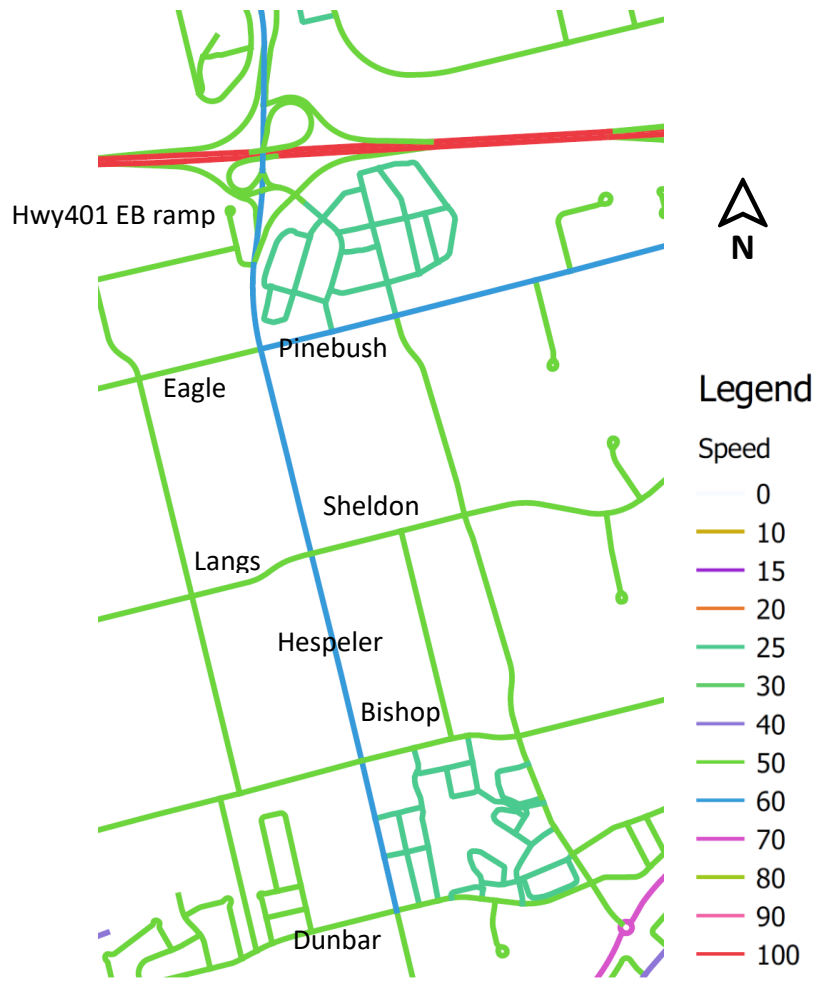 Hwy401 EB ramp
N
Pinebush
Eagle
Sheldon
Langs
Hespeler
Bishop
Dunbar
Legend
Speed
0
10
15
20
25
30
40
50
60
70
80
90
100